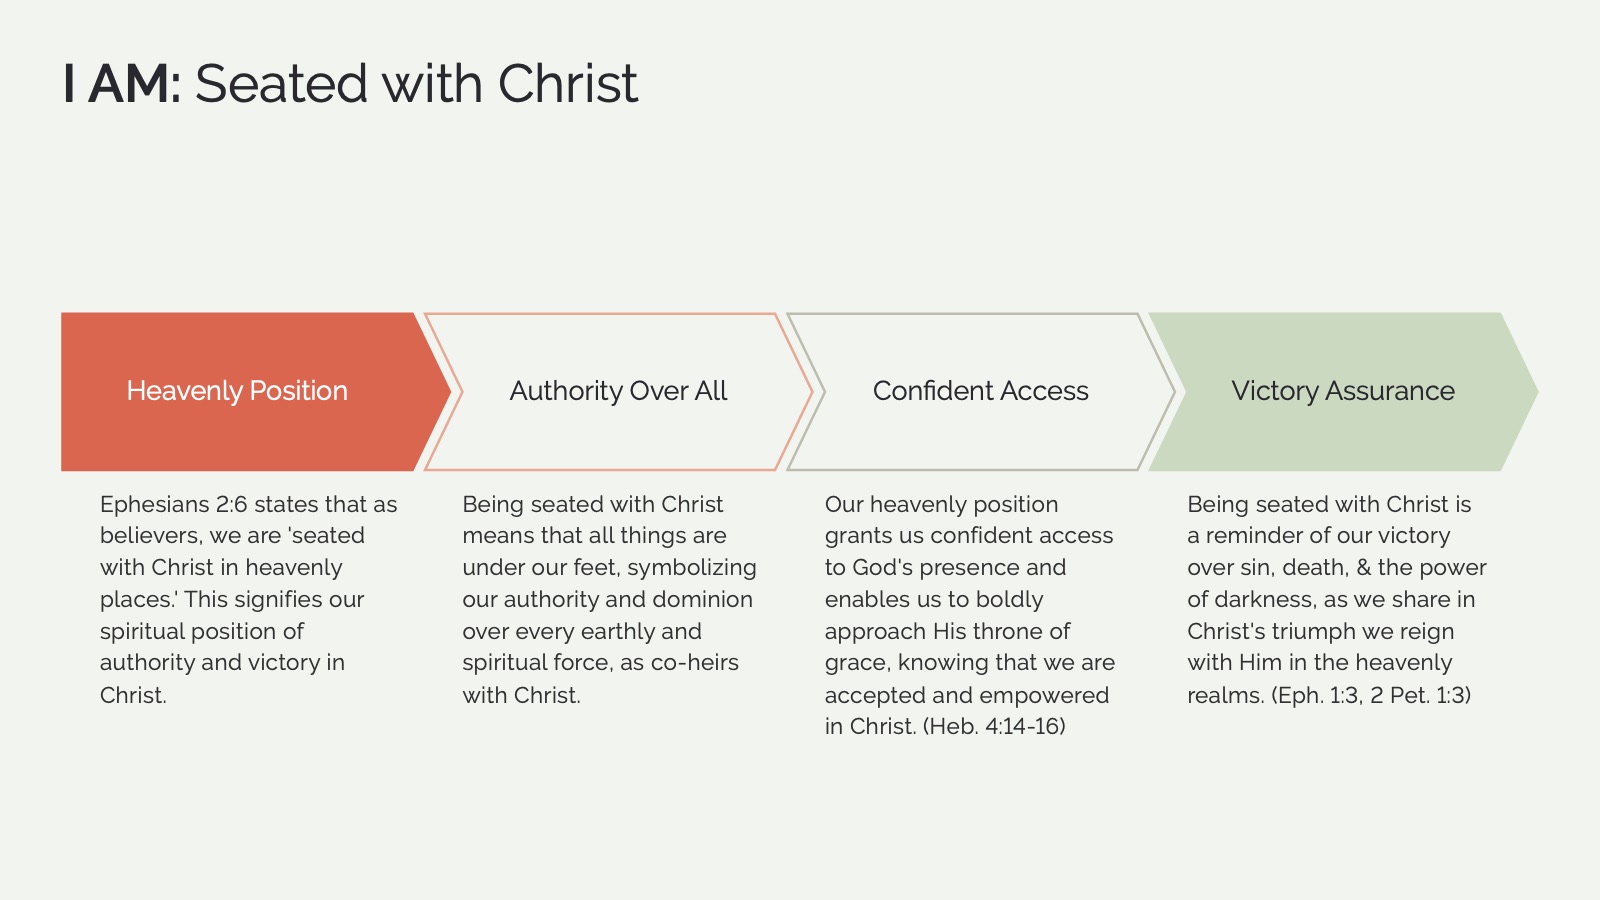 I AM: Seated with Christ
Heavenly Position
Authority Over All
Confident Access
Victory Assurance
Ephesians 2:6 states that as
believers, we are 'seated
with Christ in heavenly
places.' This signifies our
spiritual position of
authority and victory in
Christ.
Being seated with Christ
means that all things are
under our feet, symbolizing
our authority and dominion
over every earthly and
spiritual force, as co-heirs
with Christ.
Our heavenly position
grants us confident access
to God's presence and
enables us to boldly
approach His throne of
grace, knowing that we are
accepted and empowered
in Christ. (Heb. 4:14-16)
Being seated with Christ is
a reminder of our victory
over sin, death, & the power
of darkness, as we share in
Christ's triumph we reign
with Him in the heavenly
realms. (Eph. 1:3, 2 Pet. 1:3)